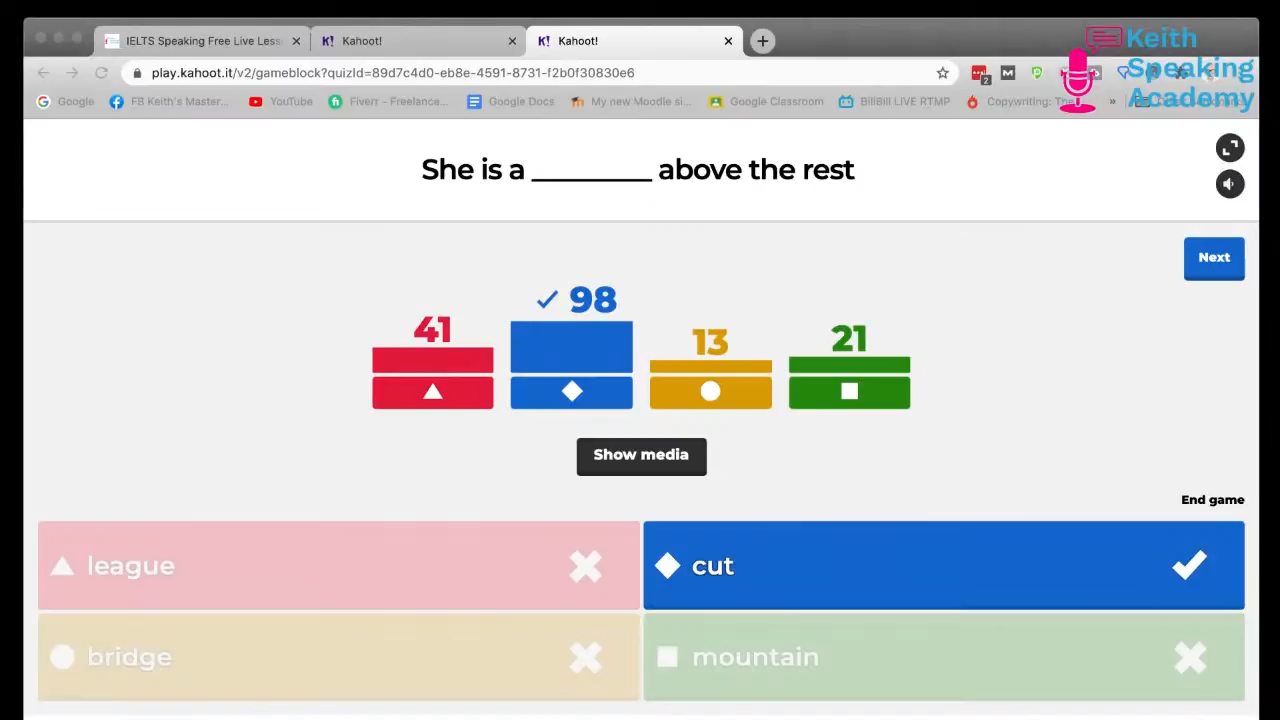 IELTS Speaking Free Live Less
Kahoot!
Kahoot!
Keith
Speaking
Academy
play.kahoot.it/v2/gameblock?quizId=89d7c4d0-eb8e-4591-8731-f2b0f30830e6
2
Google
FB Keith's Master...
YouTube
Fiverr - Freelance...
Google Docs
My new Moodle si...
Google Classroom
BiliBili LIVE RTMP
Copywriting: The
She is a ________ above the rest
Next
41
98
13
21
Show media
End game
league
cut
bridge
mountain